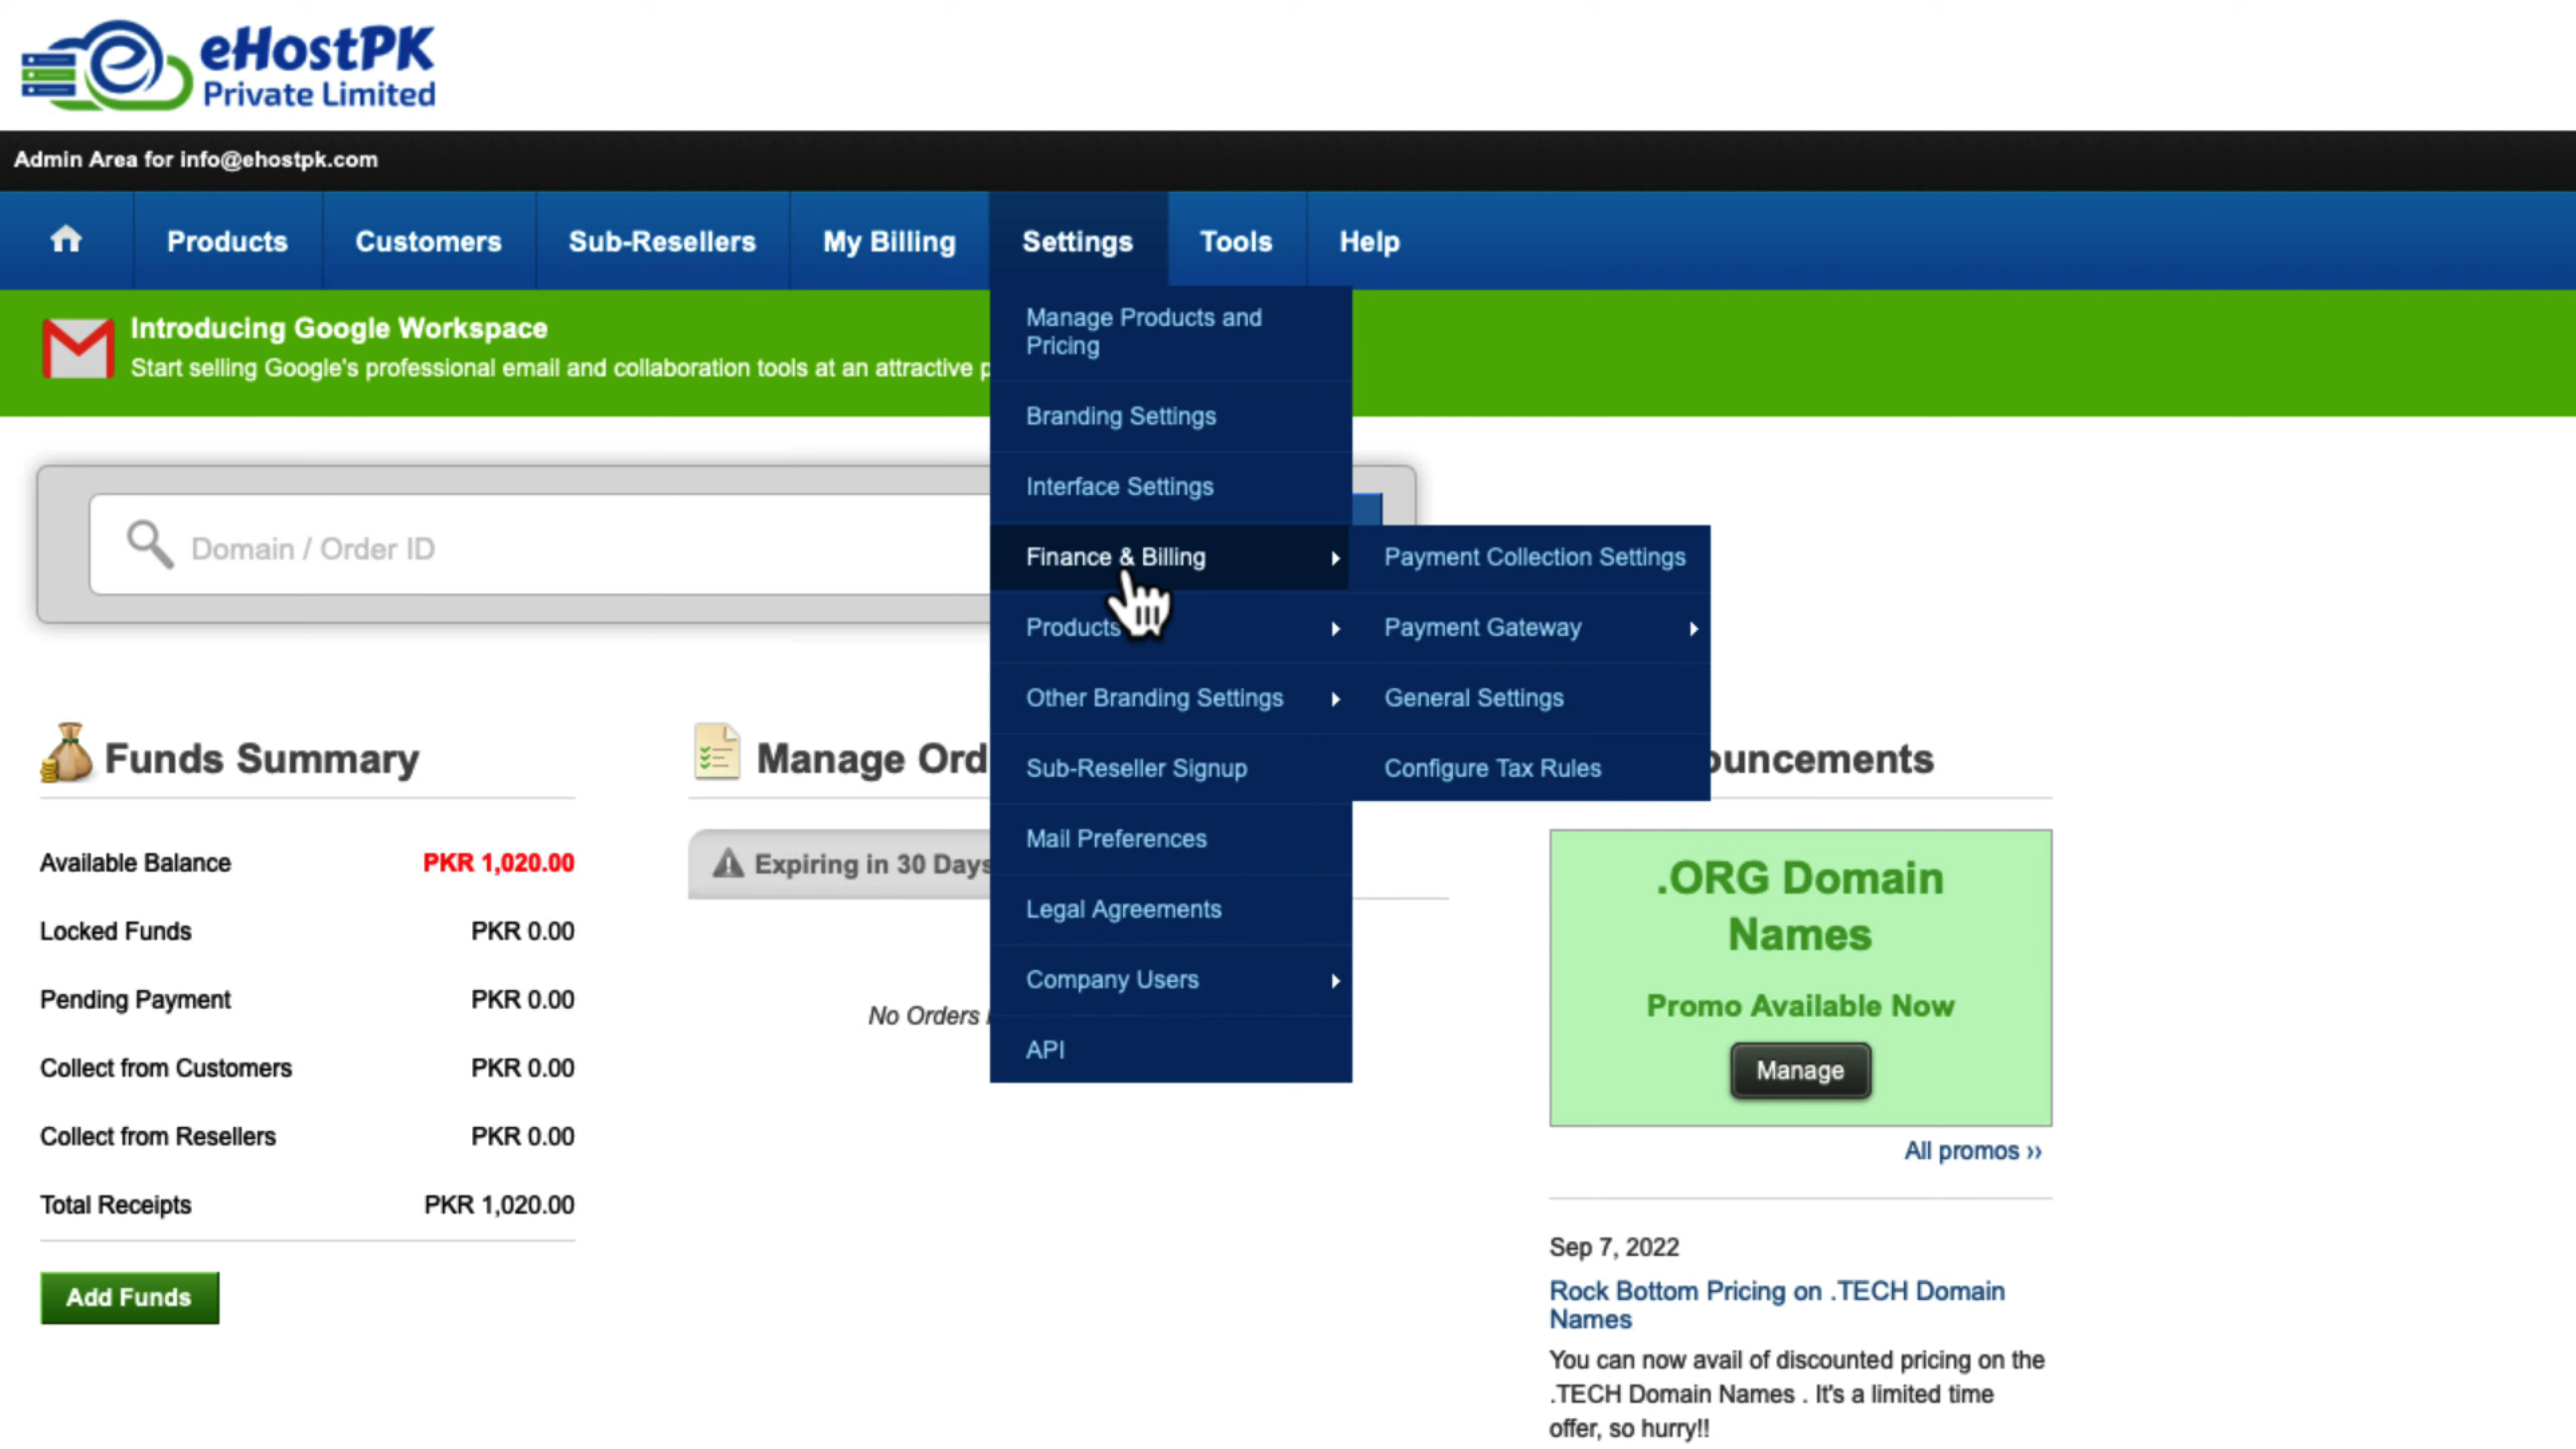 eHostPK
Private Limited
Admin Area for info@ehostpk.com
Products
Customers
Sub-Resellers
My Billing
Settings
Tools
Help
Introducing Google Workspace
Start selling Google's professional email and collaboration tools at an attractive
Manage Products and
Pricing
Branding Settings
Interface Settings
Finance & Billing
Products
Other Branding Settings
Sub-Reseller Signup
Mail Preferences
Legal Agreements
Company Users
API
Payment Collection Settings
Payment Gateway
General Settings
Configure Tax Rules
Domain / Order ID
Funds Summary
Available Balance PKR 1,020.00
Locked Funds PKR 0.00
Pending Payment PKR 0.00
Collect from Customers PKR 0.00
Collect from Resellers PKR 0.00
Total Receipts PKR 1,020.00
Add Funds
Manage Ord
Expiring in 30 Days
No Orders
ouncements
.ORG Domain
Names
Promo Available Now
Manage
All promos ››
Sep 7, 2022
Rock Bottom Pricing on .TECH Domain
Names
You can now avail of discounted pricing on the
.TECH Domain Names . It's a limited time
offer, so hurry!!